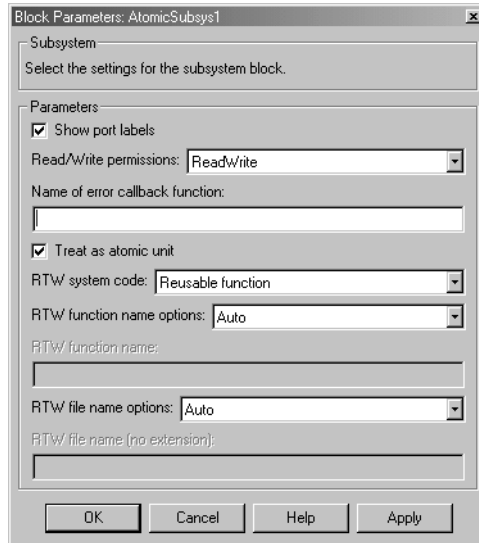 Block Parameters: AtomicSubsys1
Subsystem
Select the settings for the subsystem block.
Parameters
Show port labels
Read/Write permissions: ReadWrite
Name of error callback function:
Treat as atomic unit
RTW system code: Reusable function
RTW function name options: Auto
RTW function name:
RTW file name options: Auto
RTW file name (no extension):
OK Cancel Help Apply